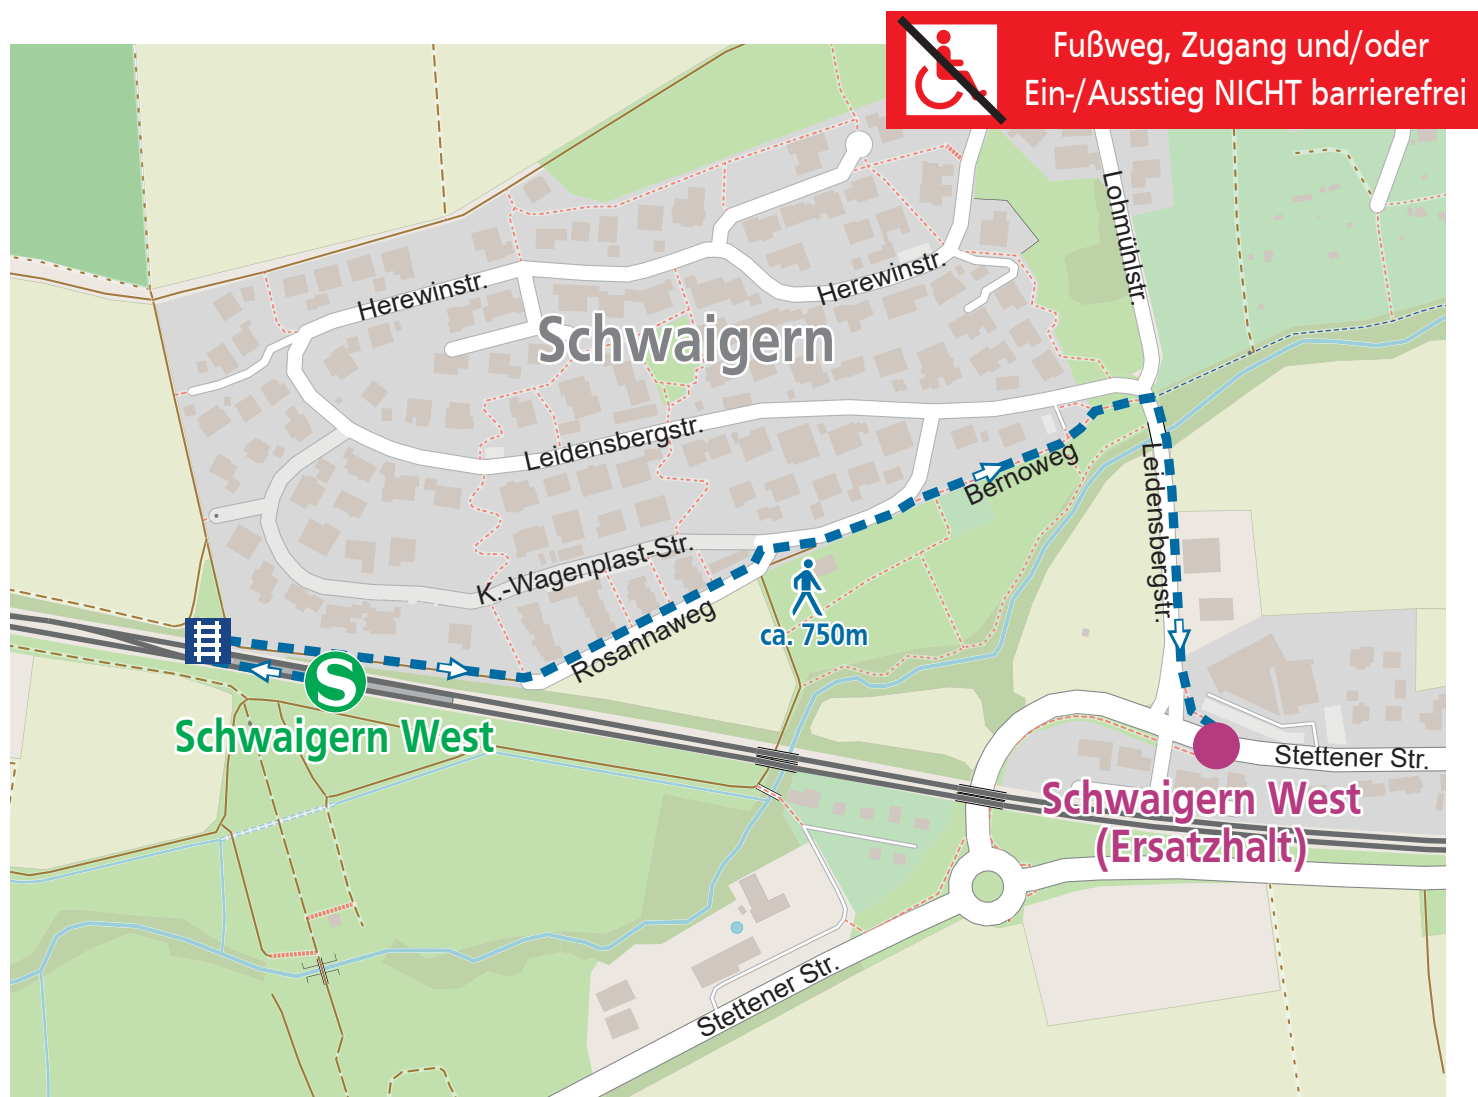 Fußweg, Zugang und/oder
Ein-/Ausstieg NICHT barrierefrei
Lohmühlstr.
Herewinstr.
Herewinstr.
Schwaigern
Leidensbergstr.
Bernoweg
Leidensbergstr.
K.-Wagenplast-Str.
Rosannaweg
ca. 750m
S
Schwaigern West
Stettener Str.
Schwaigern West
(Ersatzhalt)
Stettener Str.